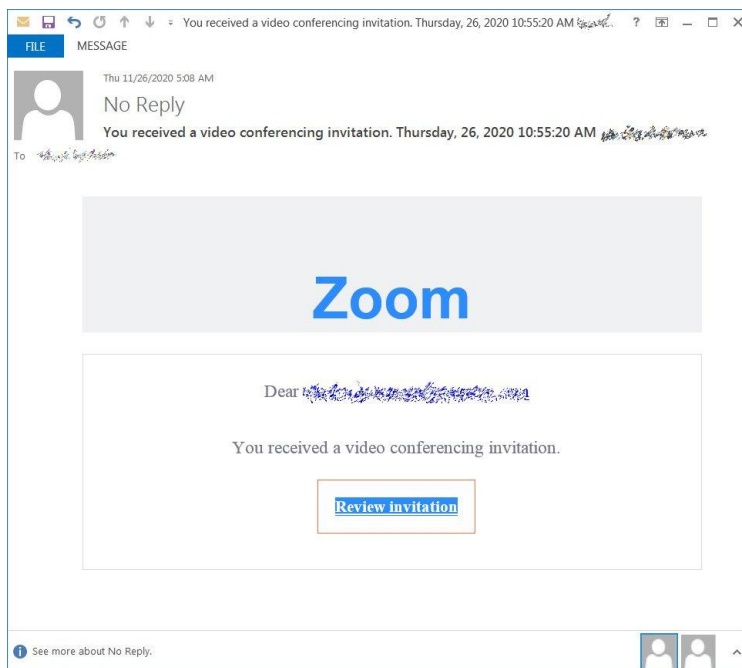 You received a video conferencing invitation. Thursday, 26, 2020 10:55:20 AM
FILE MESSAGE
Thu 11/26/2020 5:08 AM
No Reply
You received a video conferencing invitation. Thursday, 26, 2020 10:55:20 AM
To
Zoom
Dear
You received a video conferencing invitation.
Review invitation
See more about No Reply.